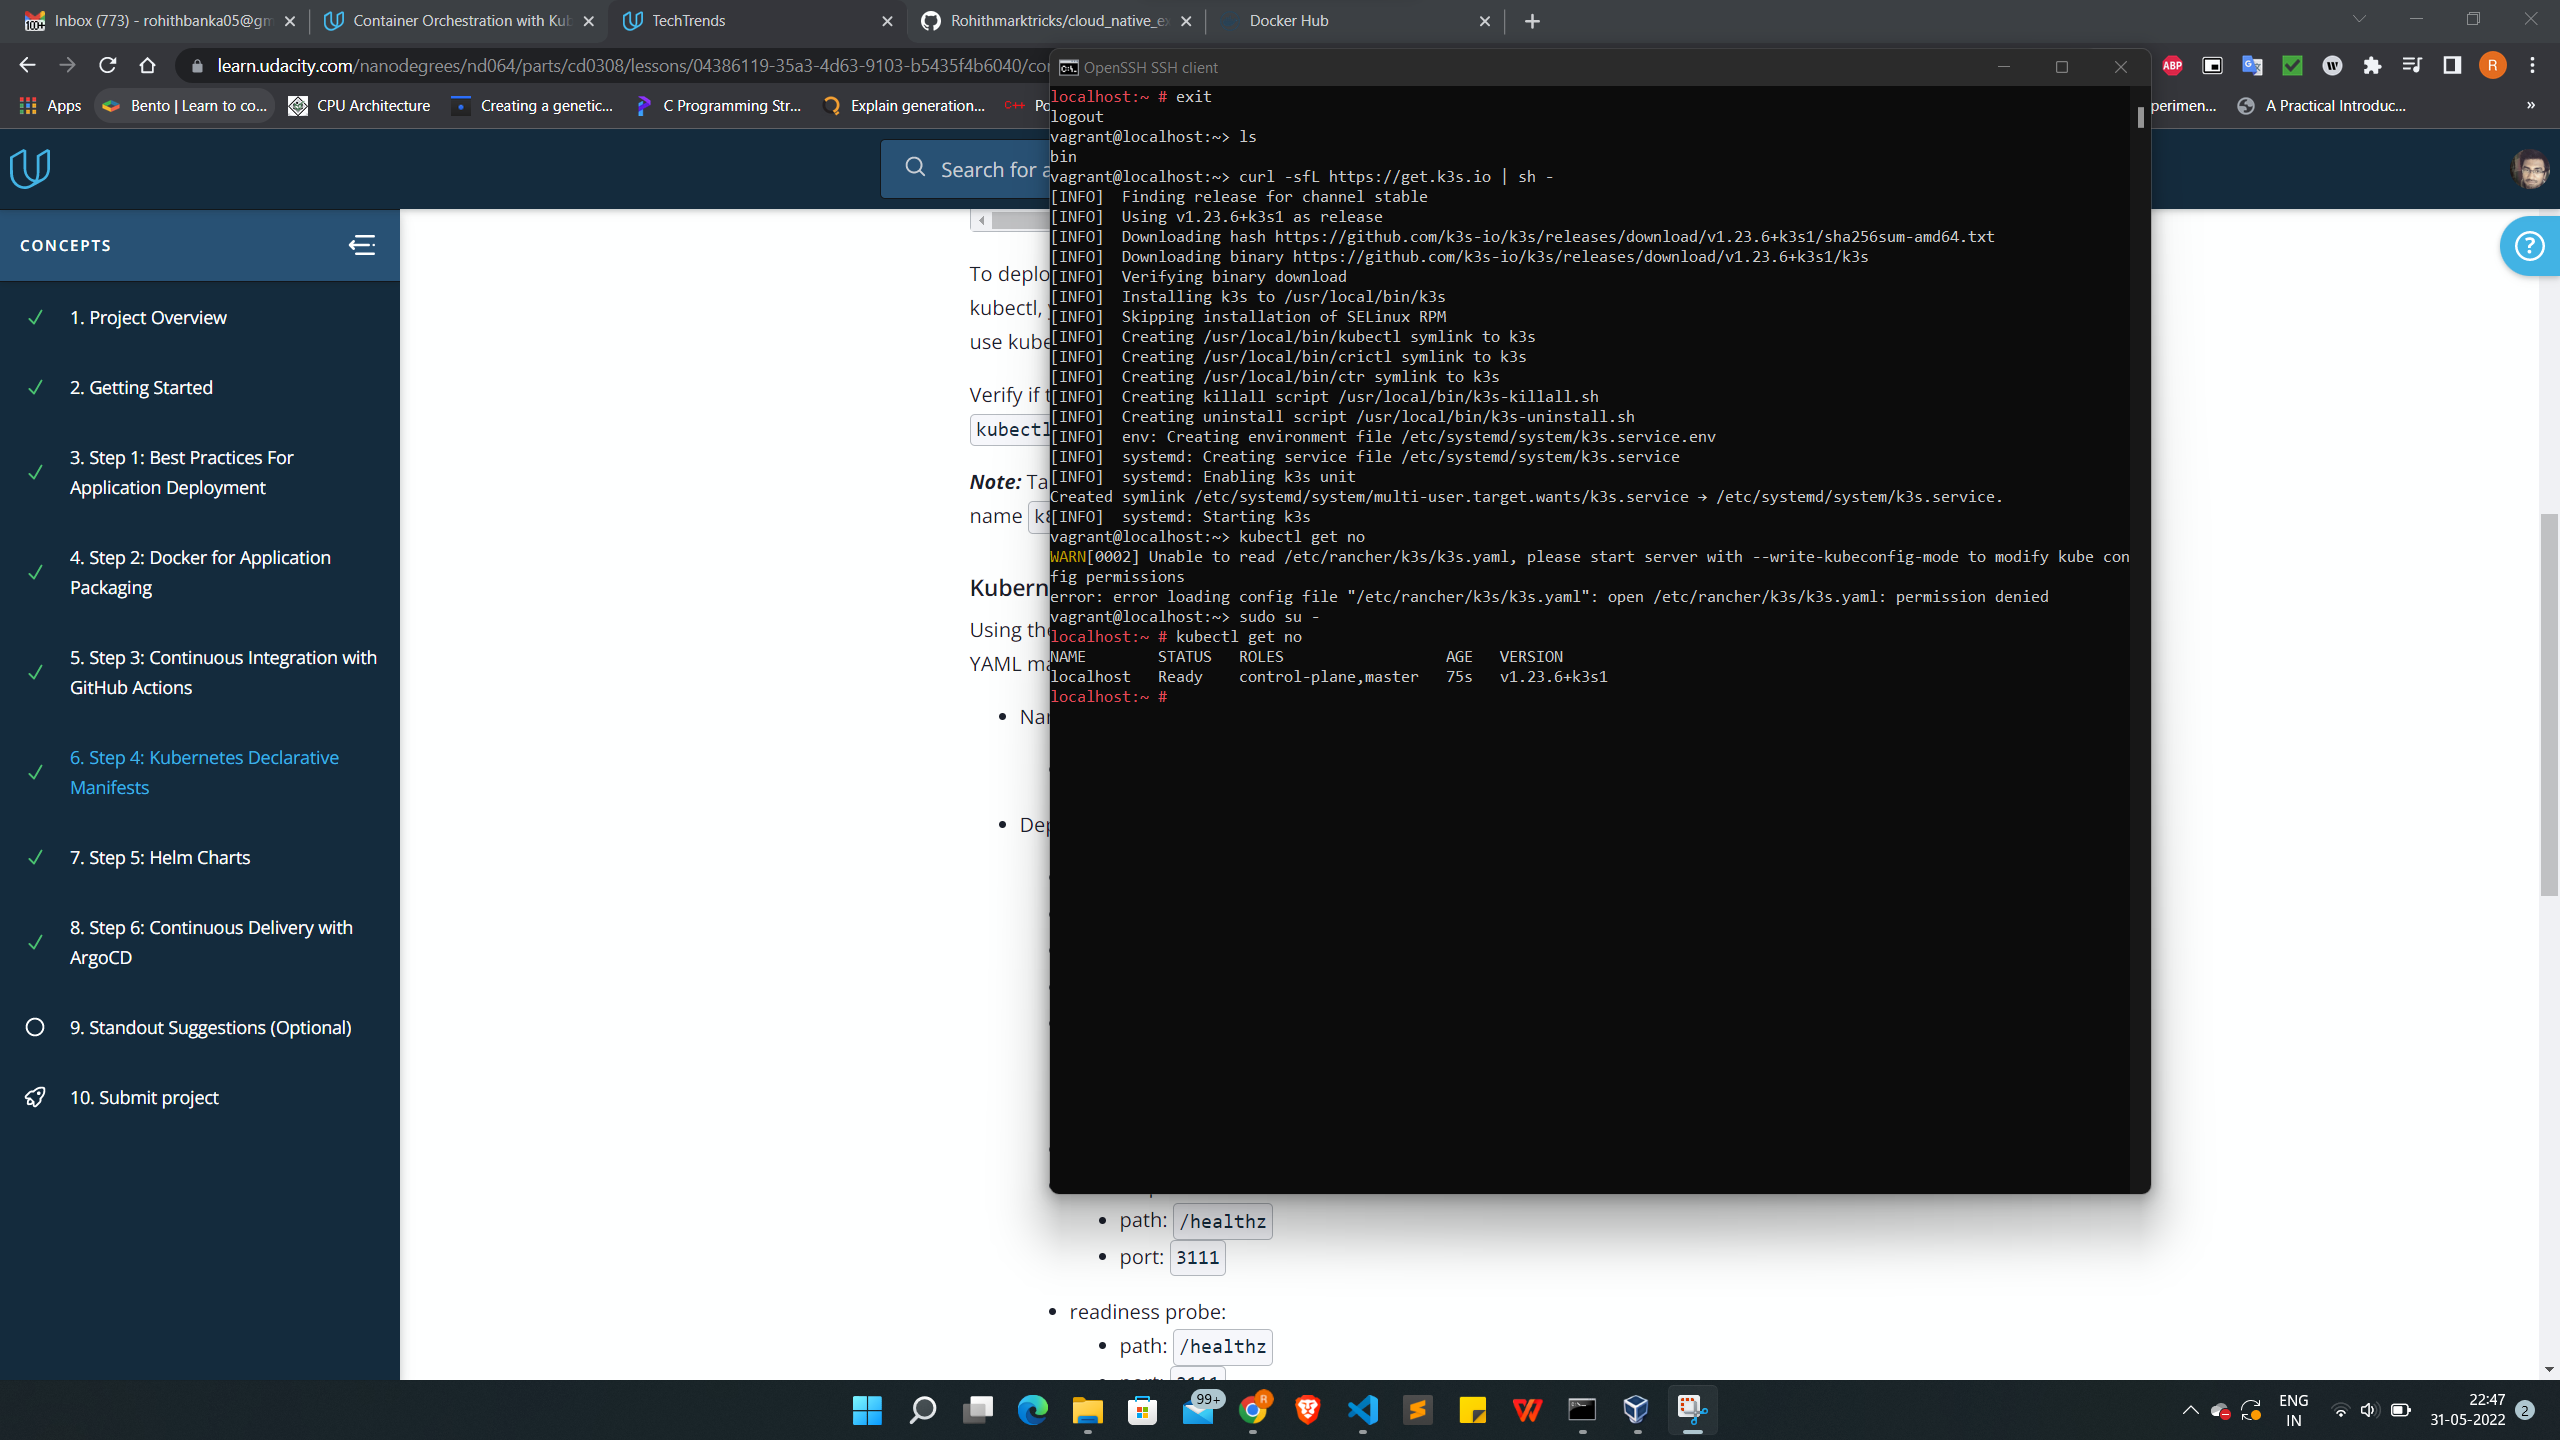 Inbox (773) - rohithbanka05@gm
Container Orchestration with Kub
TechTrends
Rohithmarktricks/cloud_native_ex
Docker Hub
learn.udacity.com/nanodegrees/nd064/parts/cd0308/lessons/04386119-35a3-4d63-9103-b5435f4b6040/con
ABP
R
Apps
Bento | Learn to co...
CPU Architecture
Creating a genetic...
C Programming Str...
Explain generation...
C++ Po
perimen...
A Practical Introduc...
»
Search for a
CONCEPTS
1. Project Overview
2. Getting Started
3. Step 1: Best Practices For
Application Deployment
4. Step 2: Docker for Application
Packaging
5. Step 3: Continuous Integration with
GitHub Actions
6. Step 4: Kubernetes Declarative
Manifests
7. Step 5: Helm Charts
8. Step 6: Continuous Delivery with
ArgoCD
9. Standout Suggestions (Optional)
10. Submit project
To deplo
kubectl,
use kube
Verify if t
kubectl
Note: Ta
name k8
Kubern
Using the
YAML ma
Nam
Dep
path: /healthz
port: 3111
readiness probe:
path: /healthz
port: 3111
OpenSSH SSH client
localhost:~ # exit
logout
vagrant@localhost:~> ls
bin
vagrant@localhost:~> curl -sfL https://get.k3s.io | sh -
[INFO]  Finding release for channel stable
[INFO]  Using v1.23.6+k3s1 as release
[INFO]  Downloading hash https://github.com/k3s-io/k3s/releases/download/v1.23.6+k3s1/sha256sum-amd64.txt
[INFO]  Downloading binary https://github.com/k3s-io/k3s/releases/download/v1.23.6+k3s1/k3s
[INFO]  Verifying binary download
[INFO]  Installing k3s to /usr/local/bin/k3s
[INFO]  Skipping installation of SELinux RPM
[INFO]  Creating /usr/local/bin/kubectl symlink to k3s
[INFO]  Creating /usr/local/bin/crictl symlink to k3s
[INFO]  Creating /usr/local/bin/ctr symlink to k3s
[INFO]  Creating killall script /usr/local/bin/k3s-killall.sh
[INFO]  Creating uninstall script /usr/local/bin/k3s-uninstall.sh
[INFO]  env: Creating environment file /etc/systemd/system/k3s.service.env
[INFO]  systemd: Creating service file /etc/systemd/system/k3s.service
[INFO]  systemd: Enabling k3s unit
Created symlink /etc/systemd/system/multi-user.target.wants/k3s.service → /etc/systemd/system/k3s.service.
[INFO]  systemd: Starting k3s
vagrant@localhost:~> kubectl get no
WARN[0002] Unable to read /etc/rancher/k3s/k3s.yaml, please start server with --write-kubeconfig-mode to modify kube con
fig permissions
error: error loading config file "/etc/rancher/k3s/k3s.yaml": open /etc/rancher/k3s/k3s.yaml: permission denied
vagrant@localhost:~> sudo su -
localhost:~ # kubectl get no
NAME        STATUS   ROLES                  AGE   VERSION
localhost   Ready    control-plane,master   75s   v1.23.6+k3s1
localhost:~ #
99+
R
ENG
IN
22:47
31-05-2022
2